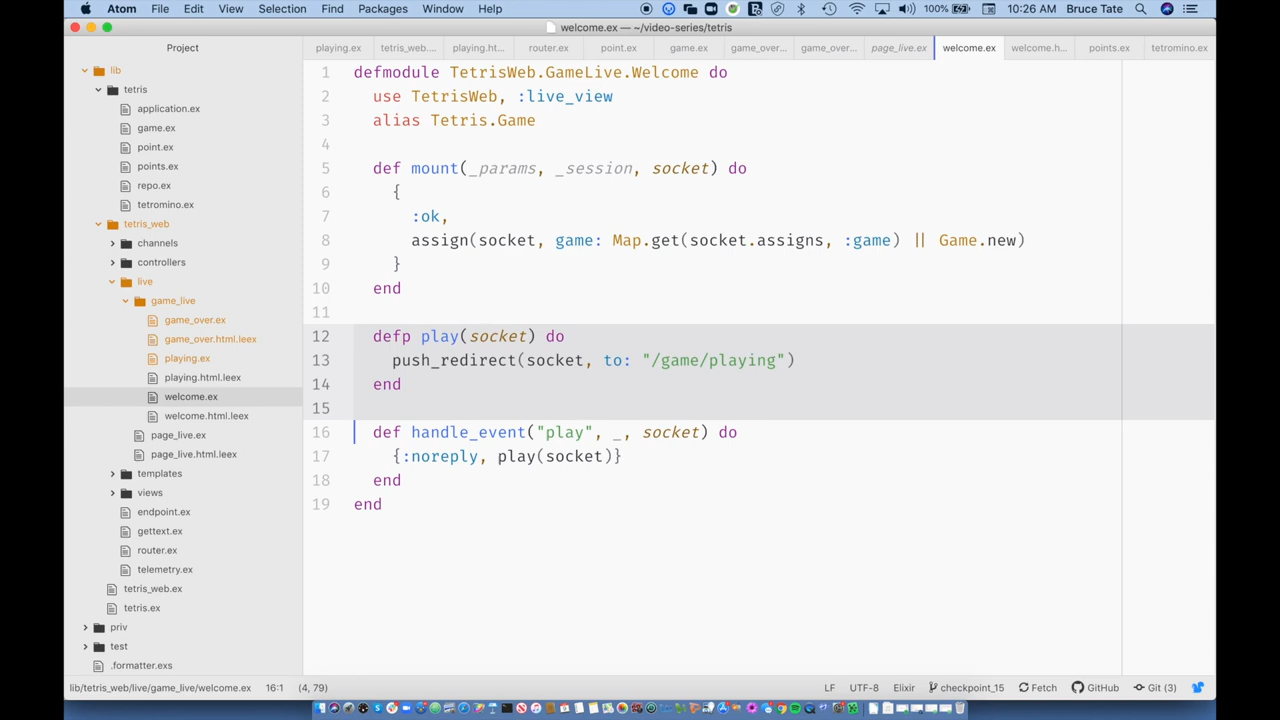 Atom File Edit View Selection Find Packages Window Help 100% 10:26 AM Bruce Tate
welcome.ex — ~/video-series/tetris
Project
playing.ex tetris_web.... playing.ht... router.ex point.ex game.ex game_over... game_over... page_live.ex welcome.ex welcome.h... points.ex tetromino.ex
lib
tetris
application.ex
game.ex
point.ex
points.ex
repo.ex
tetromino.ex
tetris_web
channels
controllers
live
game_live
game_over.ex
game_over.html.leex
playing.ex
playing.html.leex
welcome.ex
welcome.html.leex
page_live.ex
page_live.html.leex
templates
views
endpoint.ex
gettext.ex
router.ex
telemetry.ex
tetris_web.ex
tetris.ex
priv
test
.formatter.exs
1 defmodule TetrisWeb.GameLive.Welcome do
2 use TetrisWeb, :live_view
3 alias Tetris.Game
4
5 def mount(_params, _session, socket) do
6 {
7 :ok,
8 assign(socket, game: Map.get(socket.assigns, :game) || Game.new)
9 }
10 end
11
12 defp play(socket) do
13 push_redirect(socket, to: "/game/playing")
14 end
15
16 def handle_event("play", _, socket) do
17 {:noreply, play(socket)}
18 end
19 end
lib/tetris_web/live/game_live/welcome.ex 16:1 (4, 79) LF UTF-8 Elixir checkpoint_15 Fetch GitHub Git (3)